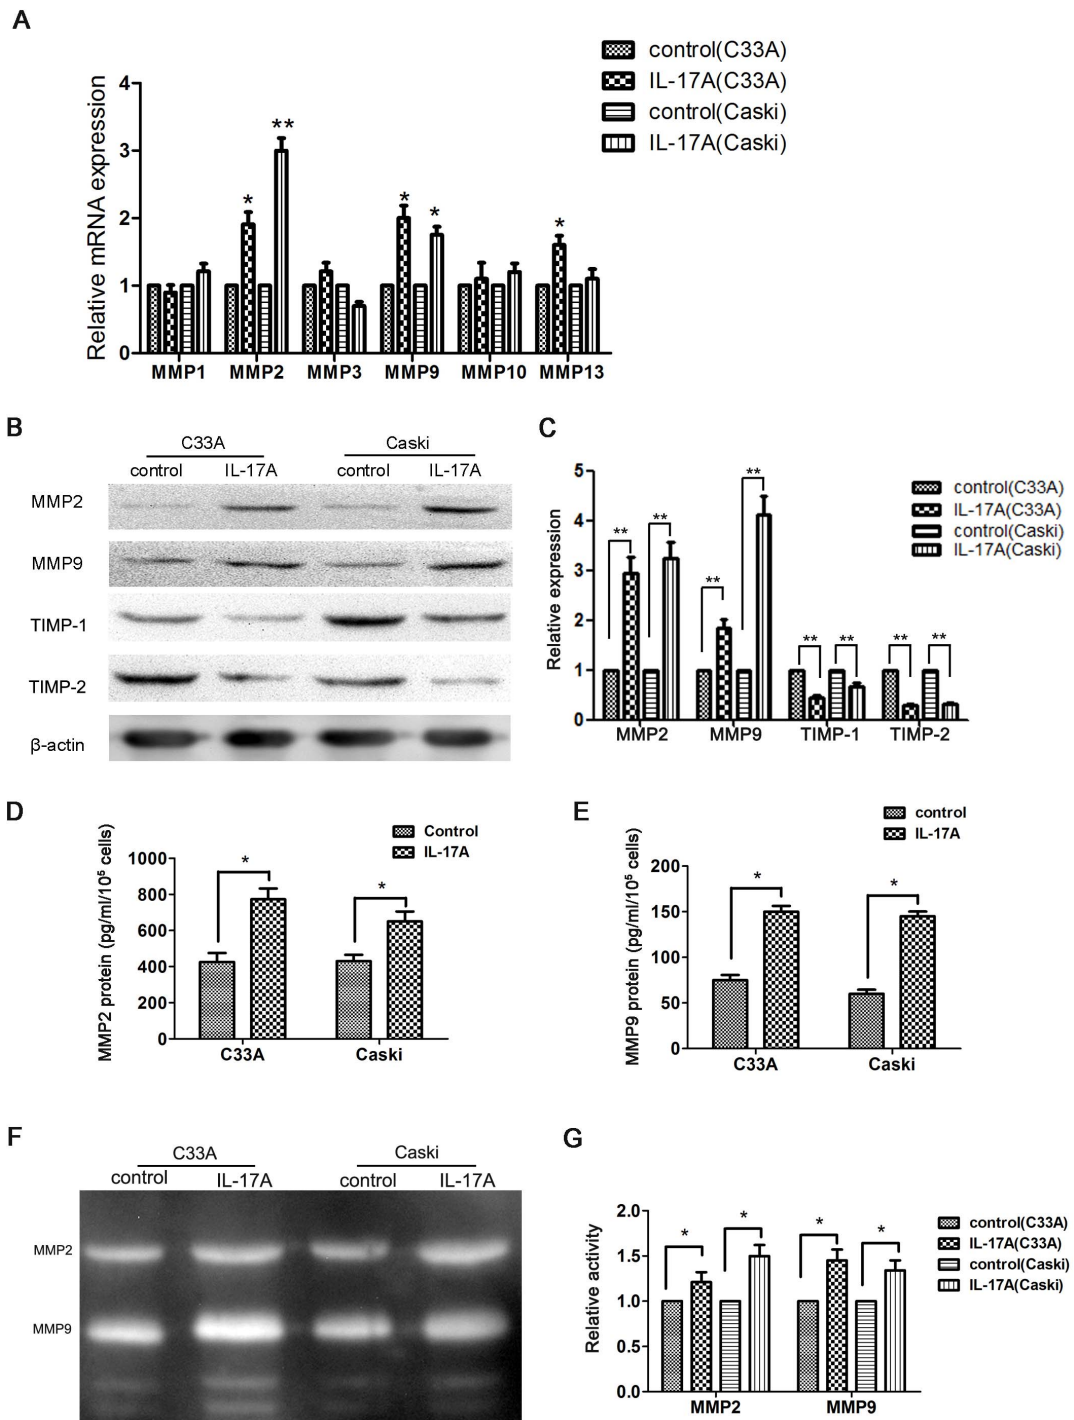 A
control(C33A)
IL-17A(C33A)
control(Caski)
IL-17A(Caski)
Relative mRNA expression
4
3
2
1
0
**
*
*
*
*
MMP1 MMP2 MMP3 MMP9 MMP10 MMP13
B
C33A Caski
control IL-17A control IL-17A
MMP2
MMP9
TIMP-1
TIMP-2
β-actin
C
control(C33A)
IL-17A(C33A)
control(Caski)
IL-17A(Caski)
Relative expression
5
4
3
2
1
0
** ** ** ** ** ** ** **
MMP2 MMP9 TIMP-1 TIMP-2
D
Control
IL-17A
MMP2 protein (pg/ml/10⁵ cells)
1000
800
600
400
200
0
* *
C33A Caski
E
control
IL-17A
MMP9 protein (pg/ml/10⁵ cells)
200
150
100
50
0
* *
C33A Caski
F
C33A Caski
control IL-17A control IL-17A
MMP2
MMP9
G
control(C33A)
IL-17A(C33A)
control(Caski)
IL-17A(Caski)
Relative activity
2.0
1.5
1.0
0.5
0.0
* * * *
MMP2 MMP9